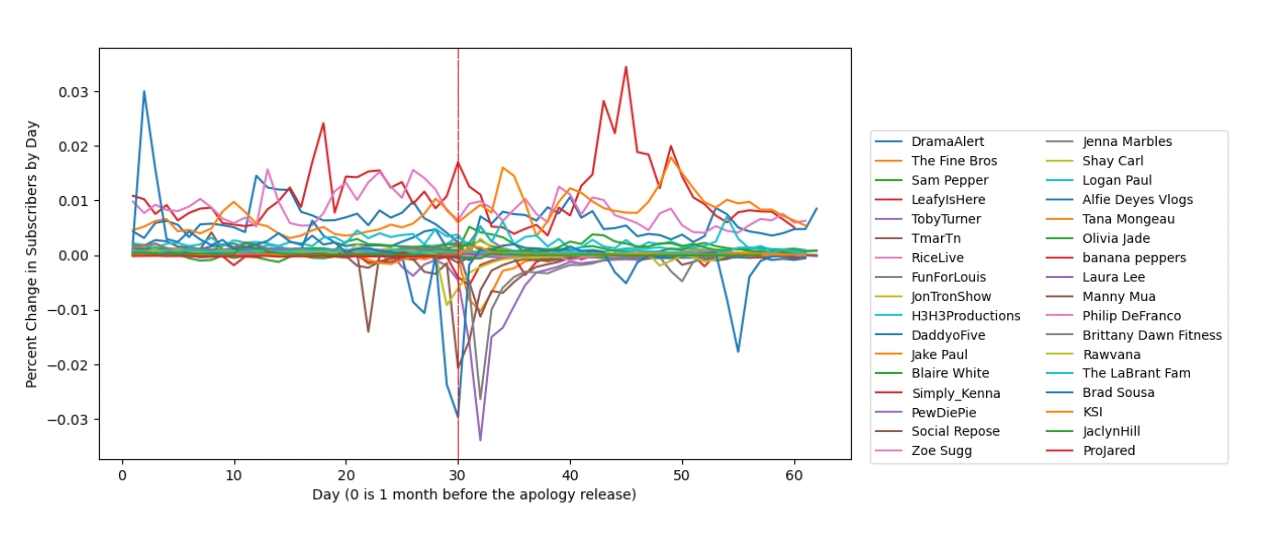 Percent Change in Subscribers by Day
0.03
0.02
0.01
0.00
−0.01
−0.02
−0.03
0 10 20 30 40 50 60
Day (0 is 1 month before the apology release)
DramaAlert
The Fine Bros
Sam Pepper
LeafyIsHere
TobyTurner
TmarTn
RiceLive
FunForLouis
JonTronShow
H3H3Productions
DaddyoFive
Jake Paul
Blaire White
Simply_Kenna
PewDiePie
Social Repose
Zoe Sugg
Jenna Marbles
Shay Carl
Logan Paul
Alfie Deyes Vlogs
Tana Mongeau
Olivia Jade
banana peppers
Laura Lee
Manny Mua
Philip DeFranco
Brittany Dawn Fitness
Rawvana
The LaBrant Fam
Brad Sousa
KSI
JaclynHill
ProJared